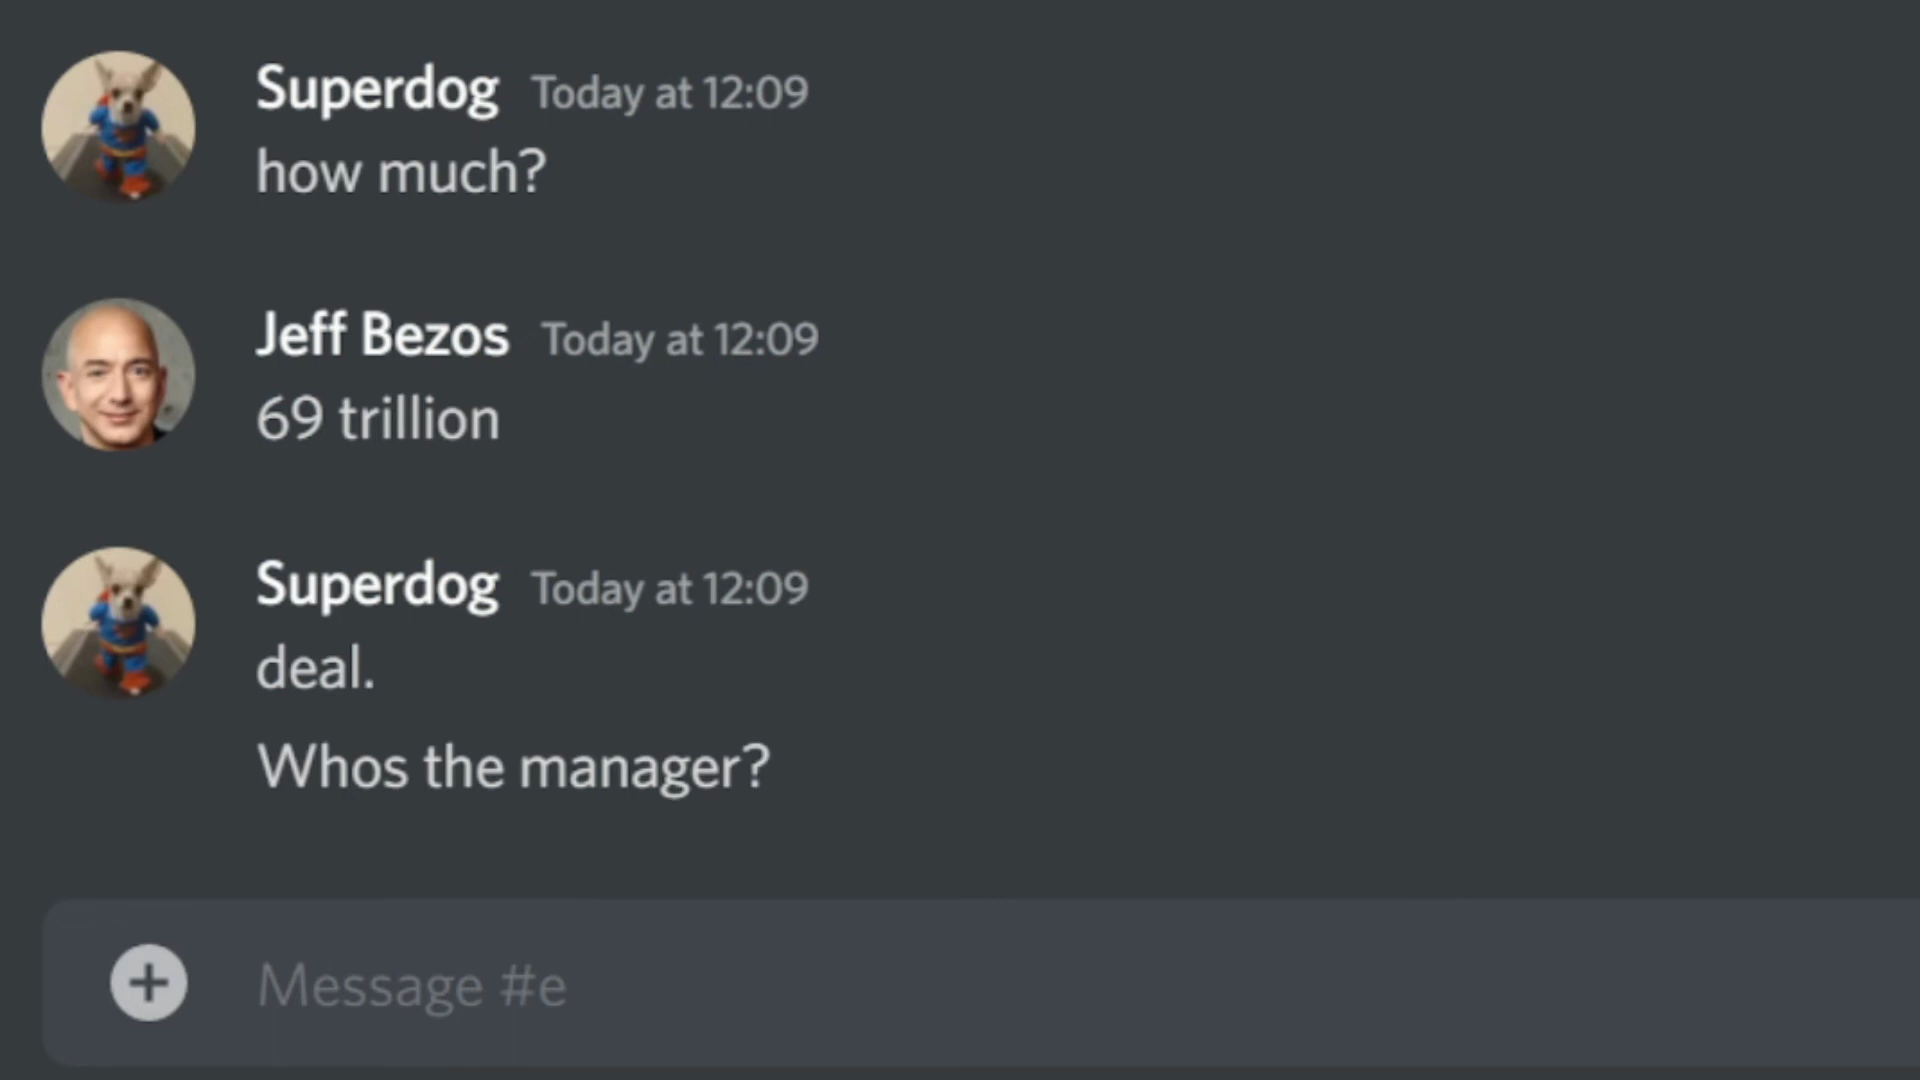 Superdog Today at 12:09
how much?
Jeff Bezos Today at 12:09
69 trillion
Superdog Today at 12:09
deal.
Whos the manager?
Message #e